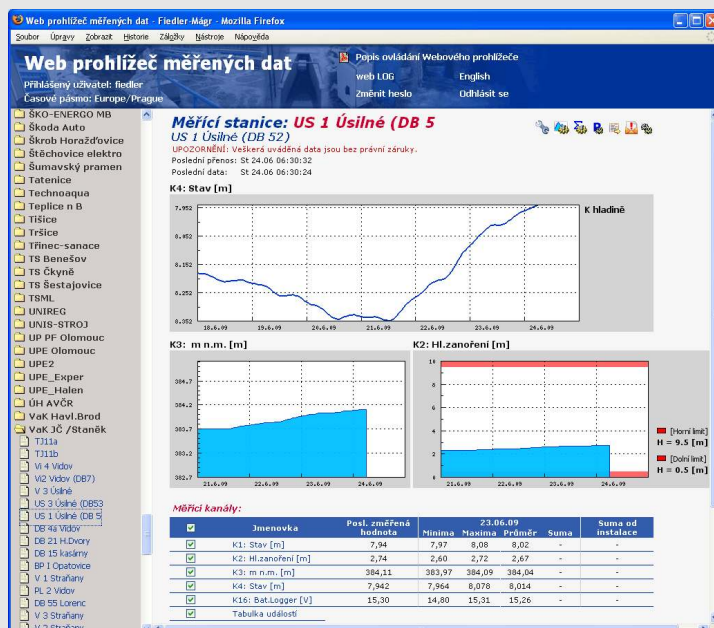 Web prohlížeč měřených dat - Fiedler-Mágr - Mozilla Firefox
Soubor Úpravy Zobrazit Historie Záložky Nástroje Nápověda
Web prohlížeč měřených dat
Přihlášený uživatel: fiedler
Časové pásmo: Europe/Prague
Popis ovládání Webového prohlížeče
web LOG English
Změnit heslo Odhlásit se
ŠKO-ENERGO MB
Škoda Auto
Škrob Horažďovice
Štěchovice elektro
Šumavský pramen
Tatenice
Technoaqua
Teplice n B
Tišice
Tršice
Třinec-sanace
TS Benešov
TS Čkyně
TS Šestajovice
TSML
UNIREG
UNIS-STROJ
UP PF Olomouc
UPE Olomouc
UPE2
UPE_Exper
UPE_Halen
ÚH AVČR
VaK Havl.Brod
VaK JČ /Staněk
TJ11a
TJ11b
Vi 4 Vidov
Vi2 Vidov (DB7)
V 3 Úsilné
US 3 Úsilné (DB53
US 1 Úsilné (DB 5
DB 4a Vidov
DB 21 H.Dvory
DB 15 kasárny
BP I Opatovice
V 1 Straňany
PL 2 Vidov
DB 55 Lorenc
V 3 Straňany
V 2 Straňany
Měřící stanice: US 1 Úsilné (DB 5
US 1 Úsilné (DB 52)
UPOZORNĚNÍ: Veškerá uváděná data jsou bez právní záruky.
Poslední přenos: St 24.06 06:30:32
Poslední data: St 24.06 06:30:24
K4: Stav [m]
7.952
8.052
8.152
8.252
8.352
18.6.09 19.6.09 20.6.09 21.6.09 22.6.09 23.6.09 24.6.09
K hladině
K3: m n.m. [m]
384.7
384.2
383.7
383.2
382.7
21.6.09 22.6.09 23.6.09 24.6.09
K2: Hl.zanoření [m]
10
8
6
4
2
0
21.6.09 22.6.09 23.6.09 24.6.09
[Horní limit]
H = 9.5 [m]
[Dolní limit]
H = 0.5 [m]
Měřící kanály:
Jmenovka Posl. změřená hodnota 23.06.09 Suma od instalace
Minima Maxima Průměr Suma
K1: Stav [m] 7,94 7,97 8,08 8,02 - -
K2: Hl.zanoření [m] 2,74 2,60 2,72 2,67 - -
K3: m n.m. [m] 384,11 383,97 384,09 384,04 - -
K4: Stav [m] 7,942 7,964 8,078 8,014 - -
K16: Bat.Logger [V] 15,30 14,80 15,31 15,26 - -
Tabulka událostí